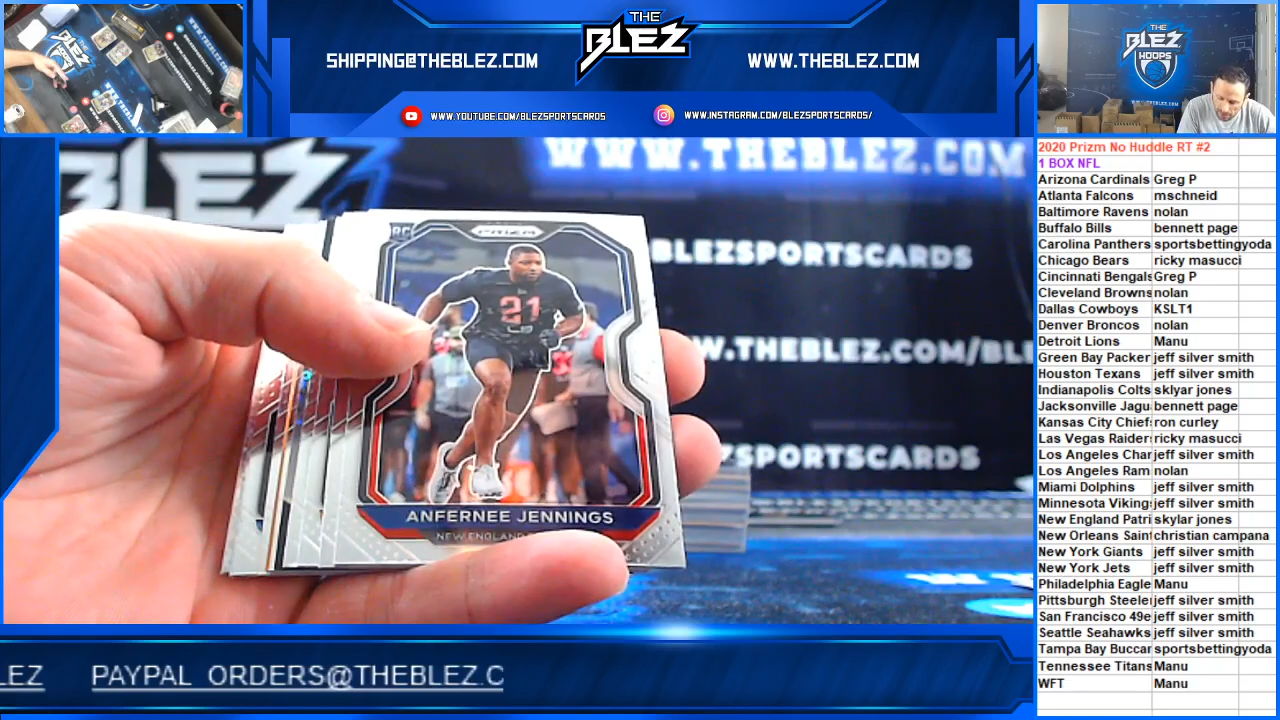 THE
BLEZ
SHIPPING@THEBLEZ.COM
WWW.THEBLEZ.COM
WWW.YOUTUBE.COM/BLEZSPORTSCARDS
WWW.INSTAGRAM.COM/BLEZSPORTSCARDS/
THE
BLEZ
HOOPS
BLEZ
WWW.THEBLEZ.COM
BLEZSPORTSCARDS
W.THEBLEZ.COM/BL
ZSPORTSCARDS
RC
PRIZM
21
ANFERNEE JENNINGS
NEW ENGLAND
LEZ PAYPAL ORDERS@THEBLEZ.C
2020 Prizm No Huddle RT #2
1 BOX NFL
Arizona Cardinals Greg P
Atlanta Falcons mschneid
Baltimore Ravens nolan
Buffalo Bills bennett page
Carolina Panthers sportsbettingyoda
Chicago Bears ricky masucci
Cincinnati Bengals Greg P
Cleveland Browns nolan
Dallas Cowboys KSLT1
Denver Broncos nolan
Detroit Lions Manu
Green Bay Packer jeff silver smith
Houston Texans jeff silver smith
Indianapolis Colts sklyar jones
Jacksonville Jagu bennett page
Kansas City Chief ron curley
Las Vegas Raider ricky masucci
Los Angeles Char jeff silver smith
Los Angeles Ram nolan
Miami Dolphins jeff silver smith
Minnesota Viking jeff silver smith
New England Patri skylar jones
New Orleans Saint christian campana
New York Giants jeff silver smith
New York Jets jeff silver smith
Philadelphia Eagle Manu
Pittsburgh Steele jeff silver smith
San Francisco 49e jeff silver smith
Seattle Seahawks jeff silver smith
Tampa Bay Buccar sportsbettingyoda
Tennessee Titans Manu
WFT Manu